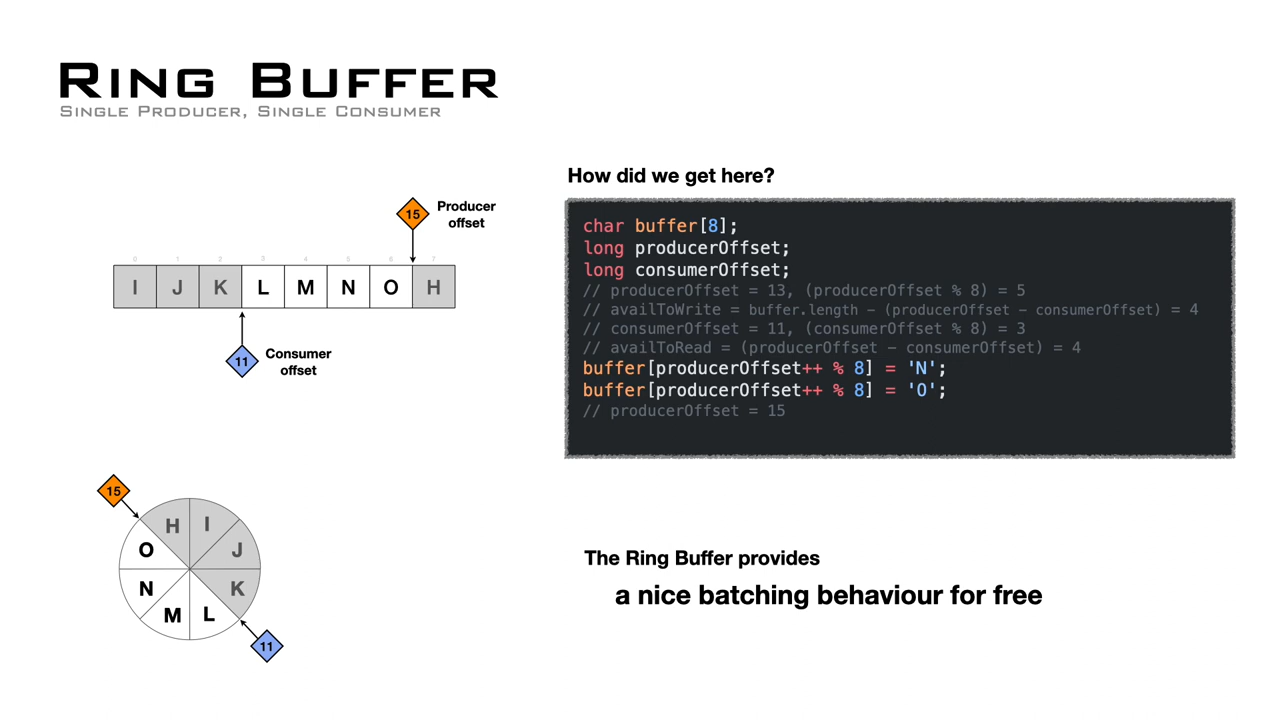 RING BUFFER
SINGLE PRODUCER, SINGLE CONSUMER
How did we get here?
15
Producer
offset
0 1 2 3 4 5 6 7
I J K L M N O H
11
Consumer
offset
char buffer[8];
long producerOffset;
long consumerOffset;
// producerOffset = 13, (producerOffset % 8) = 5
// availToWrite = buffer.length - (producerOffset - consumerOffset) = 4
// consumerOffset = 11, (consumerOffset % 8) = 3
// availToRead = (producerOffset - consumerOffset) = 4
buffer[producerOffset++ % 8] = 'N';
buffer[producerOffset++ % 8] = 'O';
// producerOffset = 15
15
H I
O J
N K
M L
11
The Ring Buffer provides
a nice batching behaviour for free